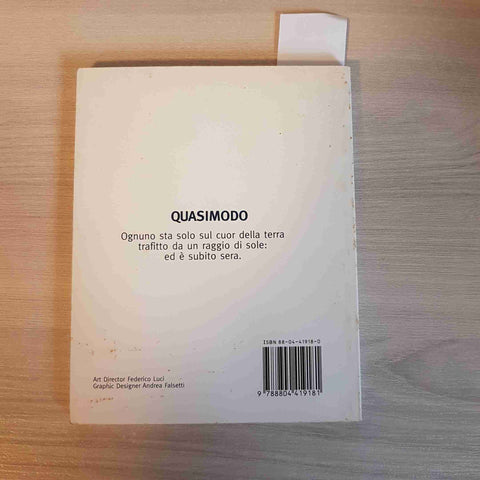 QUASIMODO
Ognuno sta solo sul cuor della terra
trafitto da un raggio di sole:
ed è subito sera.
ISBN 88-04-41918-0
Art Director Federico Luci
Graphic Designer Andrea Falsetti
9 788804 419181